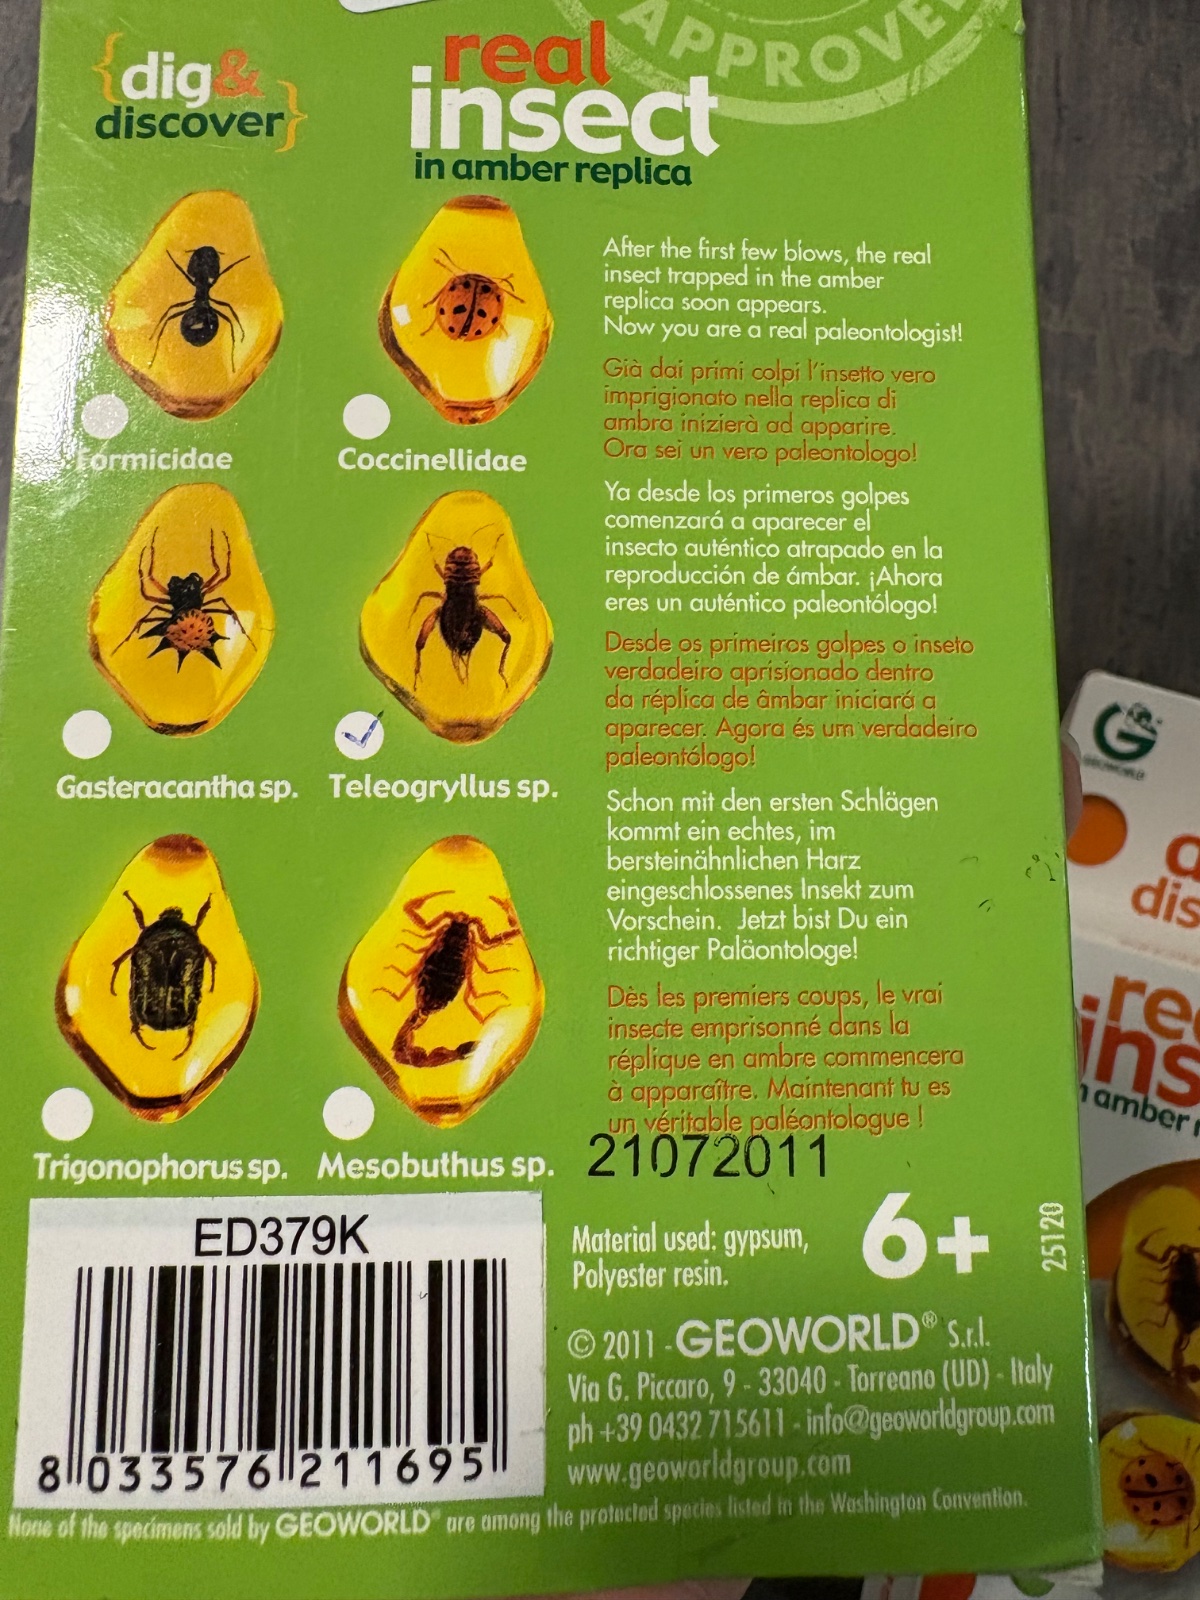 APPROVED
{dig&
discover}
real
insect
in amber replica
Formicidae
Coccinellidae
Gasteracantha sp.
Teleogryllus sp.
Trigonophorus sp.
Mesobuthus sp.
After the first few blows, the real
insect trapped in the amber
replica soon appears.
Now you are a real paleontologist!
Già dai primi colpi l'insetto vero
imprigionato nella replica di
ambra inizierà ad apparire.
Ora sei un vero paleontologo!
Ya desde los primeros golpes
comenzará a aparecer el
insecto auténtico atrapado en la
reproducción de ámbar. ¡Ahora
eres un auténtico paleontólogo!
Desde os primeiros golpes o inseto
verdadeiro aprisionado dentro
da réplica de âmbar iniciará a
aparecer. Agora és um verdadeiro
paleontólogo!
Schon mit den ersten Schlägen
kommt ein echtes, im
bersteinähnlichen Harz
eingeschlossenes Insekt zum
Vorschein. Jetzt bist Du ein
richtiger Paläontologe!
Dès les premiers coups, le vrai
insecte emprisonné dans la
réplique en ambre commencera
à apparaître. Maintenant tu es
un véritable paléontologue !
21072011
ED379K
8 033576 211695
Material used: gypsum,
Polyester resin.
6+
25120
© 2011 - GEOWORLD® S.r.l.
Via G. Piccaro, 9 - 33040 - Torreano (UD) - Italy
ph +39 0432 715611 - info@geoworldgroup.com
www.geoworldgroup.com
None of the specimens sold by GEOWORLD® are among the protected species listed in the Washington Convention.
GEOWORLD
d
dis
re
ins
n amber r